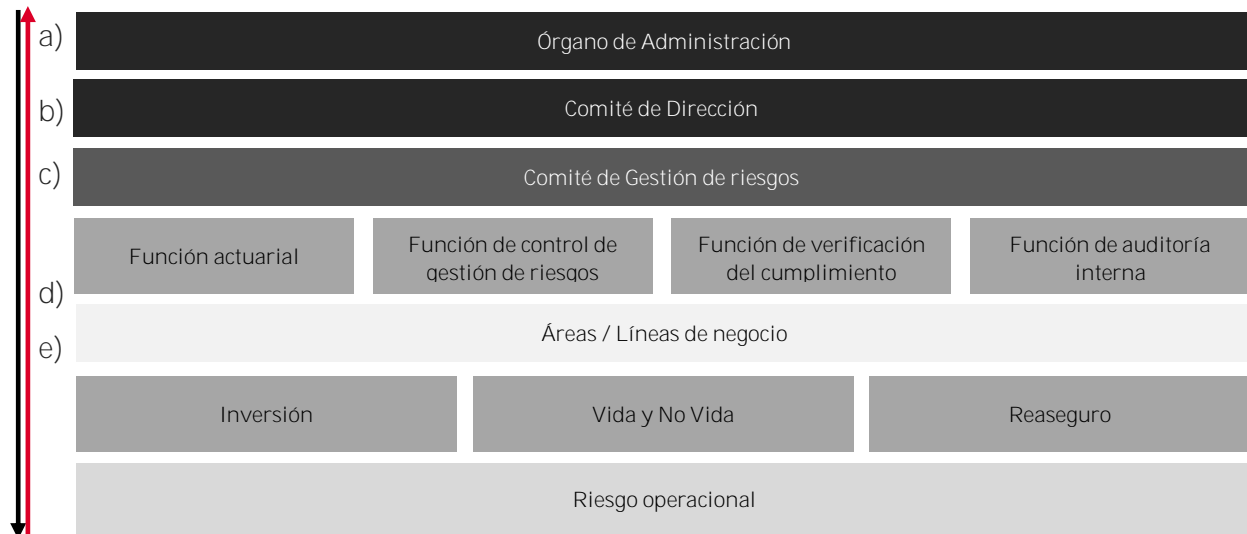 a)
Órgano de Administración
b)
Comité de Dirección
c)
Comité de Gestión de riesgos
Función actuarial
Función de control de
gestión de riesgos
Función de verificación
del cumplimiento
Función de auditoría
interna
d)
Áreas / Líneas de negocio
e)
Inversión
Vida y No Vida
Reaseguro
Riesgo operacional